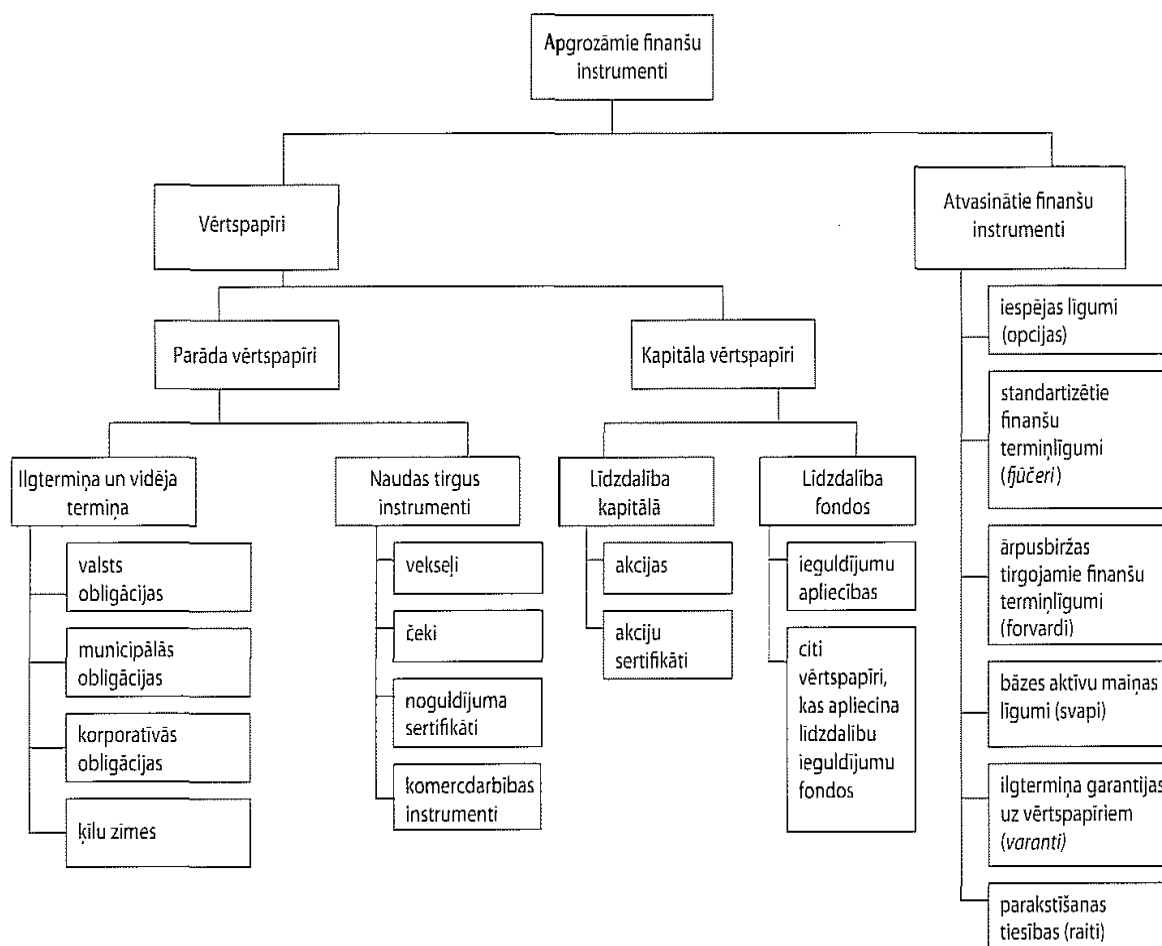 Apgrozāmie finanšu
instrumenti
Vērtspapīri
Atvasinātie finanšu
instrumenti
Parāda vērtspapīri
Kapitāla vērtspapīri
Ilgtermiņa un vidēja
termiņa
Naudas tirgus
instrumenti
Līdzdalība
kapitālā
Līdzdalība
fondos
valsts
obligācijas
municipālās
obligācijas
korporatīvās
obligācijas
ķīlu zīmes
vekseļi
čeki
noguldījuma
sertifikāti
komercdarbības
instrumenti
akcijas
akciju
sertifikāti
ieguldījumu
apliecības
citi
vērtspapīri,
kas apliecina
līdzdalību
ieguldījumu
fondos
iespējas līgumi
(opcijas)
standartizētie
finanšu
termiņlīgumi
(fjūčeri)
ārpusbiržas
tirgojamie finanšu
termiņlīgumi
(forvardi)
bāzes aktīvu maiņas
līgumi (svapi)
ilgtermiņa garantijas
uz vērtspapīriem
(varanti)
parakstīšanas
tiesības (raiti)